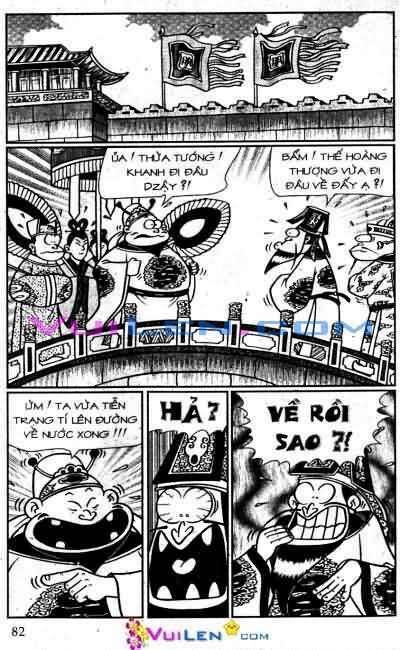 ỦA! THỪA TƯỚNG!
KHANH ĐI ĐÂU
DZẬY?!
BẨM! THẾ HOÀNG
THƯỢNG VỪA ĐI
ĐÂU VỀ ĐẤY Ạ?!
VUILEN.COM
ỪM! TA VỪA TIỄN
TRẠNG TÍ LÊN ĐƯỜNG
VỀ NƯỚC XONG!!!
HẢ?
VỀ RỒI
SAO?!
82
VUILEN.COM